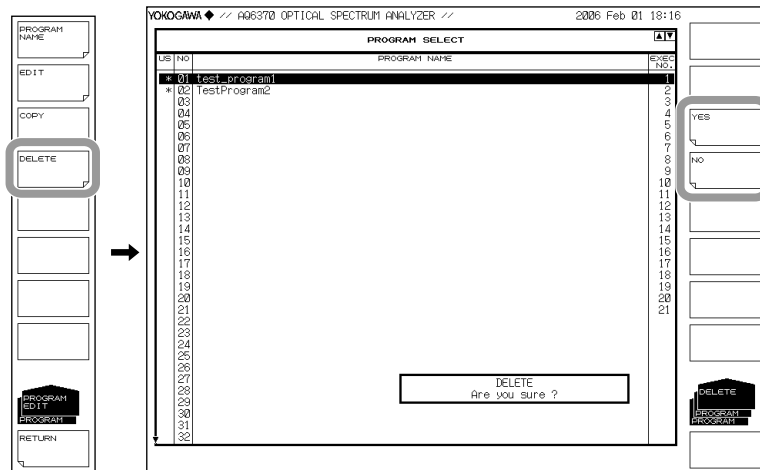 PROGRAM
NAME
EDIT
COPY
DELETE
PROGRAM
EDIT
PROGRAM
RETURN
YOKOGAWA ◆ // AQ6370 OPTICAL SPECTRUM ANALYZER // 2006 Feb 01 18:16
PROGRAM SELECT
US NO PROGRAM NAME EXEC
NO.
* 01 test_program1 1
* 02 TestProgram2 2
03 3
04 4
05 5
06 6
07 7
08 8
09 9
10 10
11 11
12 12
13 13
14 14
15 15
16 16
17 17
18 18
19 19
20 20
21 21
22
23
24
25
26
27
28
29
30
31
32
DELETE
Are you sure ?
YES
NO
DELETE
PROGRAM
PROGRAM